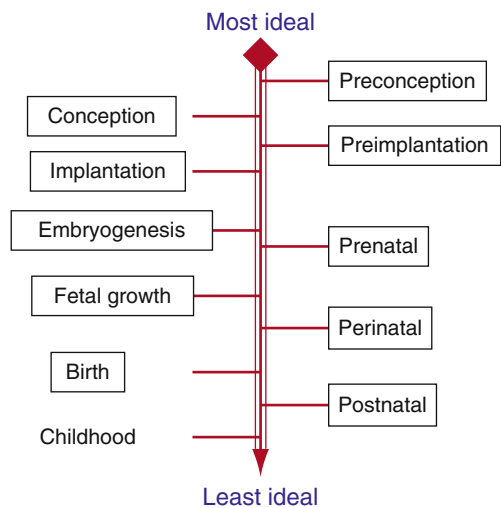 Most ideal
Preconception
Conception
Preimplantation
Implantation
Embryogenesis
Prenatal
Fetal growth
Perinatal
Birth
Postnatal
Childhood
Least ideal